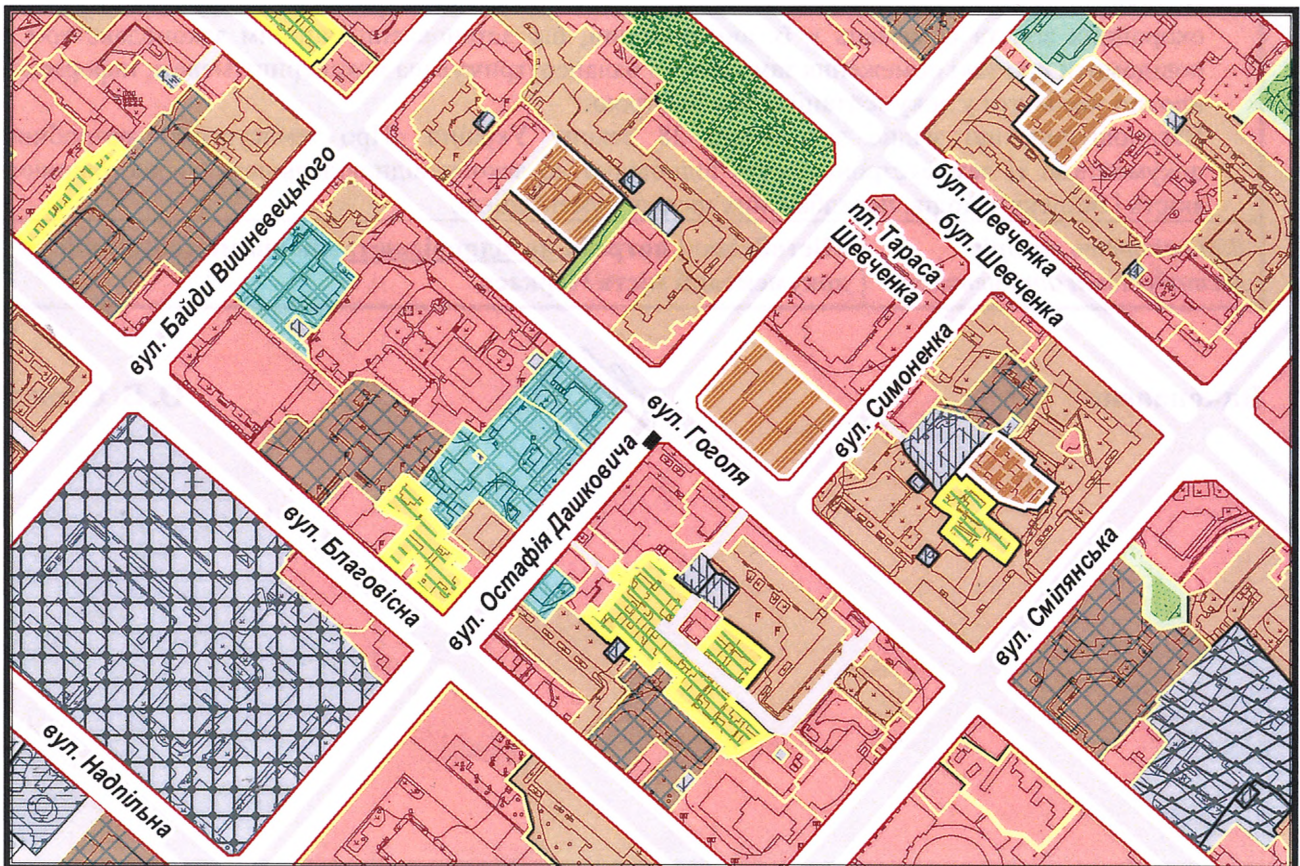 вул. Байди Вишневецького
бул. Шевченка
бул. Шевченка
пл. Тараса
Шевченка
вул. Симоненка
вул. Гоголя
вул. Остафія Дашковича
вул. Благовісна
вул. Смілянська
вул. Надпільна